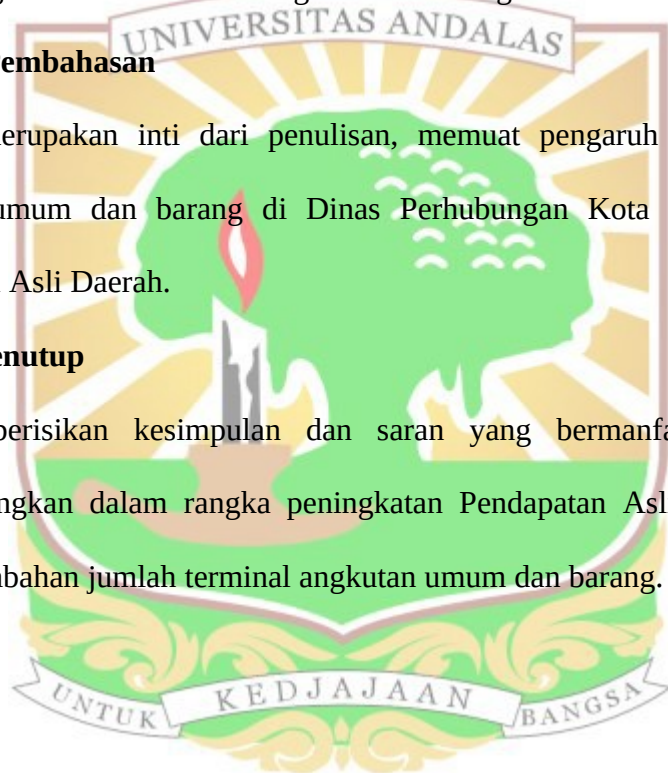 UNIVERSITAS ANDALAS
embahasan
erupakan inti dari penulisan, memuat pengaruh
umum dan barang di Dinas Perhubungan Kota
Asli Daerah.
enutup
berisikan kesimpulan dan saran yang bermanfa
ngkan dalam rangka peningkatan Pendapatan Asli
bahan jumlah terminal angkutan umum dan barang.
UNTUK KEDJAJAAN BANGSA